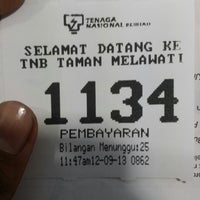 TENAGA
NASIONAL BERHAD
SELAMAT DATANG KE
TNB TAMAN MELAWATI
1134
PEMBAYARAN
Bilangan Menunggu:25
11:47am12-09-13 0862